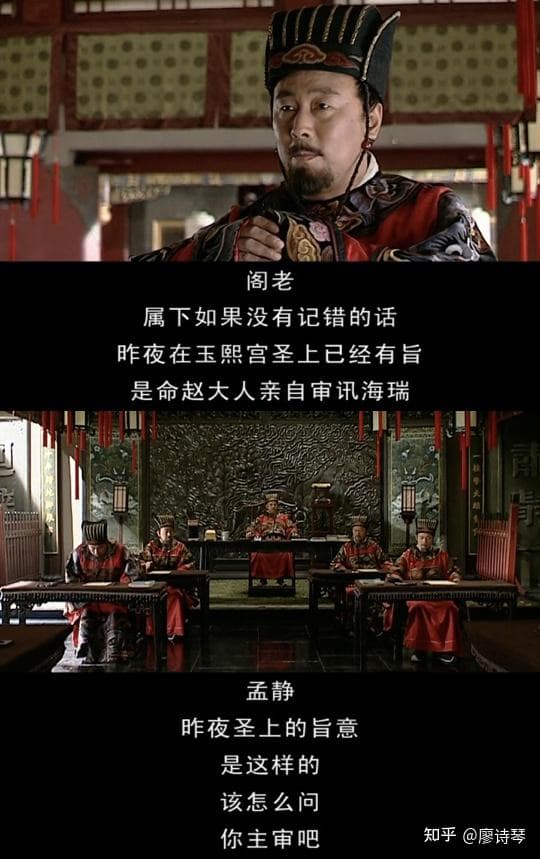 阁老
属下如果没有记错的话
昨夜在玉熙宫圣上已经有旨
是命赵大人亲自审讯海瑞
孟静
昨夜圣上的旨意
是这样的
该怎么问
你主审吧
知乎 @廖诗琴